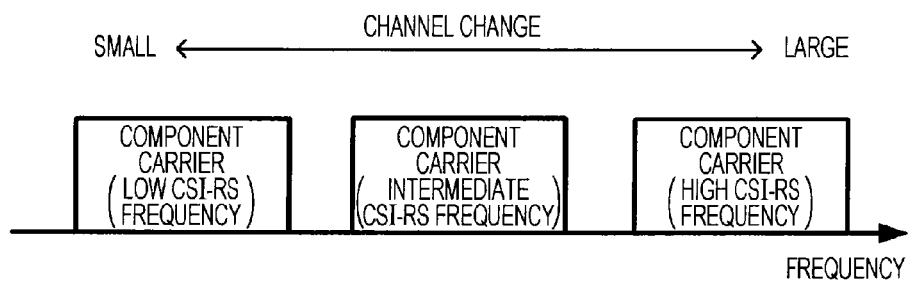 CHANNEL CHANGE
SMALL
LARGE
COMPONENT
CARRIER
(LOW CSI-RS
FREQUENCY)
COMPONENT
CARRIER
(INTERMEDIATE
CSI-RS FREQUENCY)
COMPONENT
CARRIER
(HIGH CSI-RS
FREQUENCY)
FREQUENCY